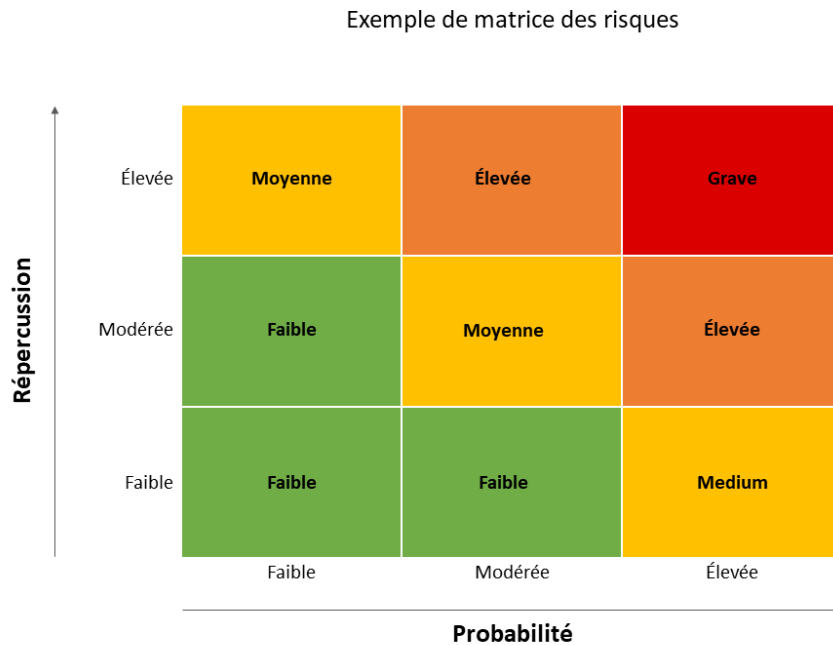 Exemple de matrice des risques
Répercussion
Élevée
Moyenne
Élevée
Grave
Modérée
Faible
Moyenne
Élevée
Faible
Faible
Faible
Medium
Faible
Modérée
Élevée
Probabilité